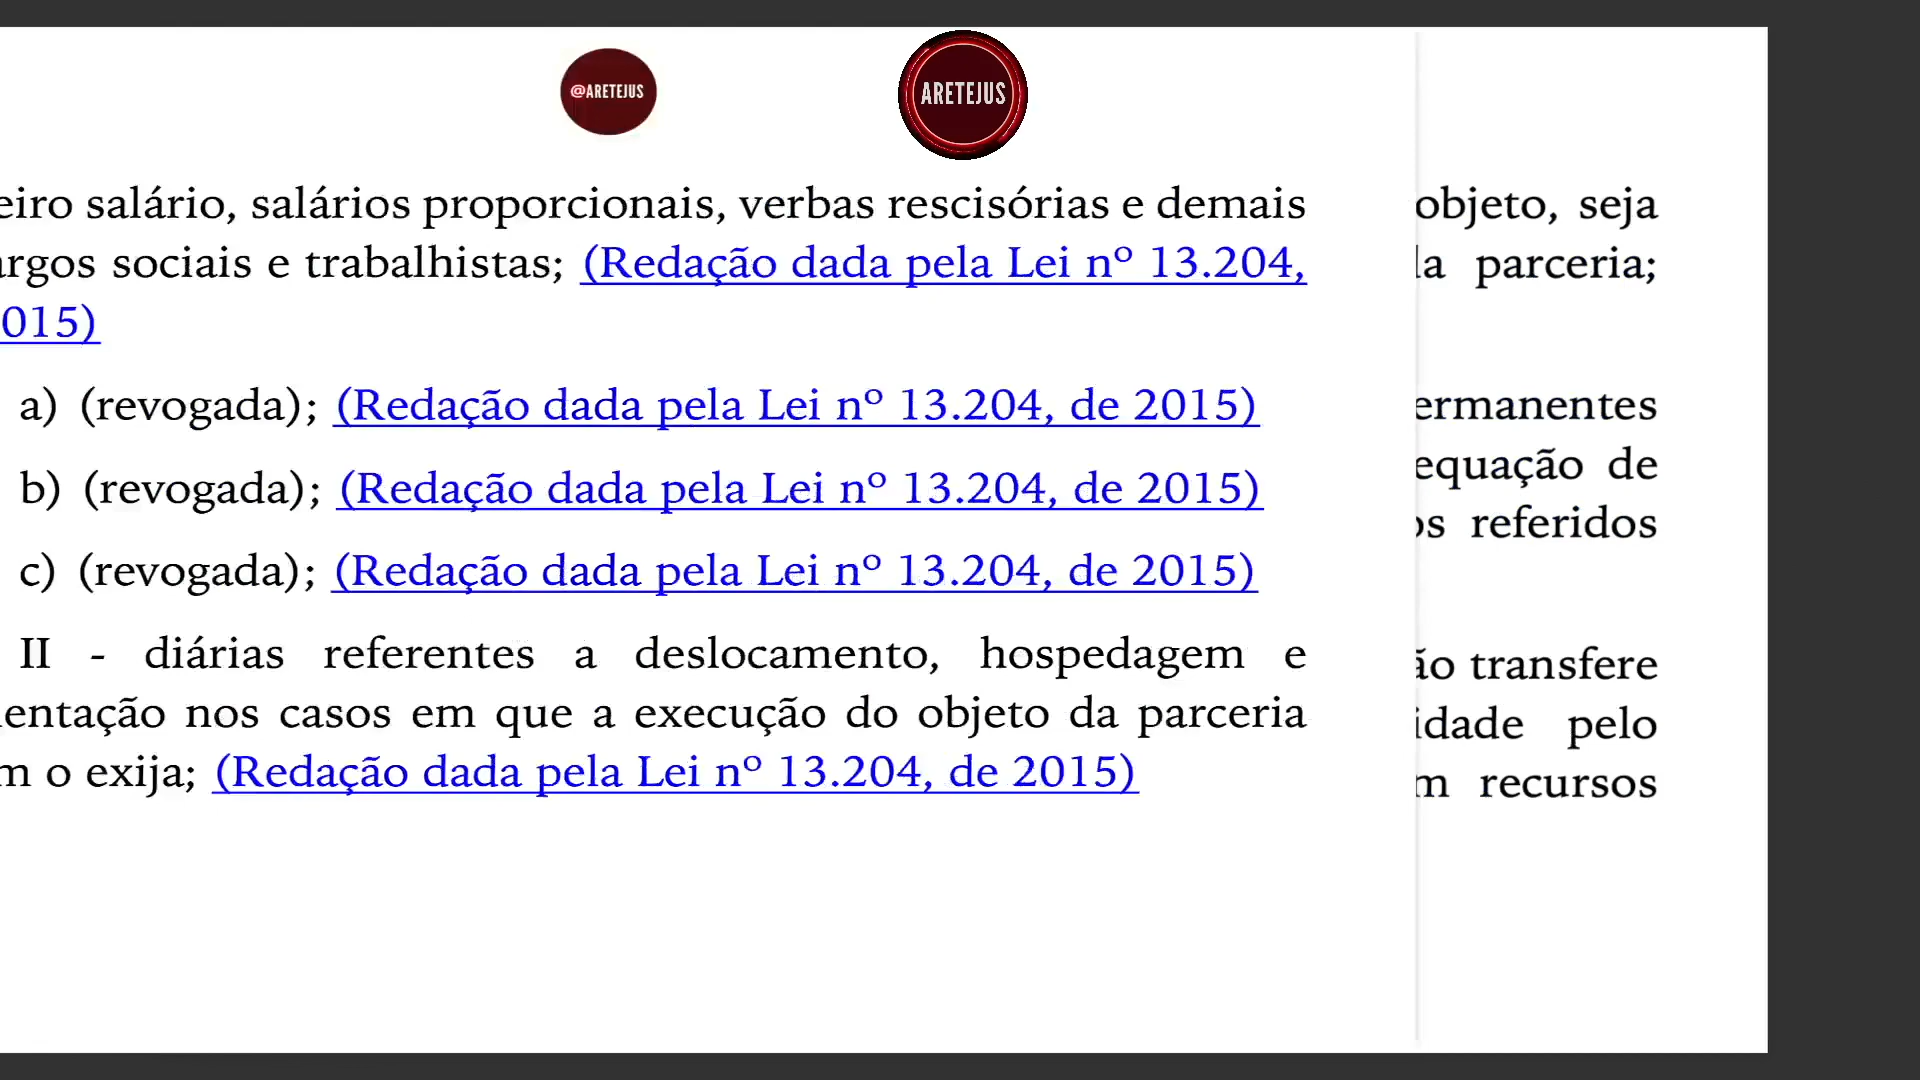 @ARETEJUS
ARETEJUS
eiro salário, salários proporcionais, verbas rescisórias e demais
argos sociais e trabalhistas; (Redação dada pela Lei nº 13.204,
015)
a) (revogada); (Redação dada pela Lei nº 13.204, de 2015)
b) (revogada); (Redação dada pela Lei nº 13.204, de 2015)
c) (revogada); (Redação dada pela Lei nº 13.204, de 2015)
II - diárias referentes a deslocamento, hospedagem e
entação nos casos em que a execução do objeto da parceria
m o exija; (Redação dada pela Lei nº 13.204, de 2015)
objeto, seja
la parceria;
ermanentes
equação de
os referidos
ão transfere
idade pelo
m recursos